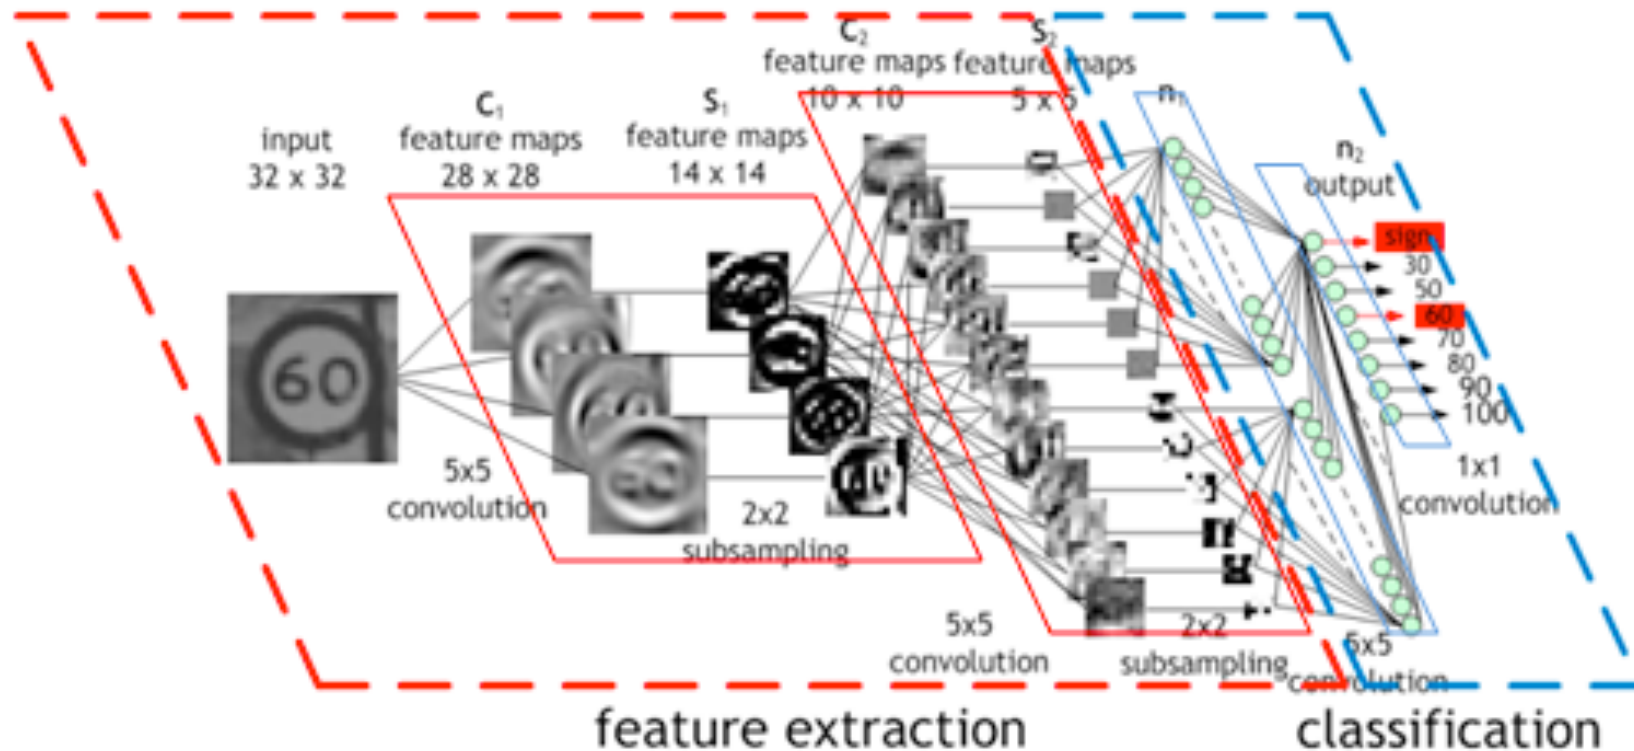 input
32 x 32
C₁
feature maps
28 x 28
S₁
feature maps
14 x 14
C₂
feature maps
10 x 10
S₂
feature maps
5 x 5
n₁
n₂
output
60
sign
30
50
60
70
80
90
100
5x5
convolution
2x2
subsampling
5x5
convolution
2x2
subsampling
5x5
convolution
1x1
convolution
feature extraction
classification